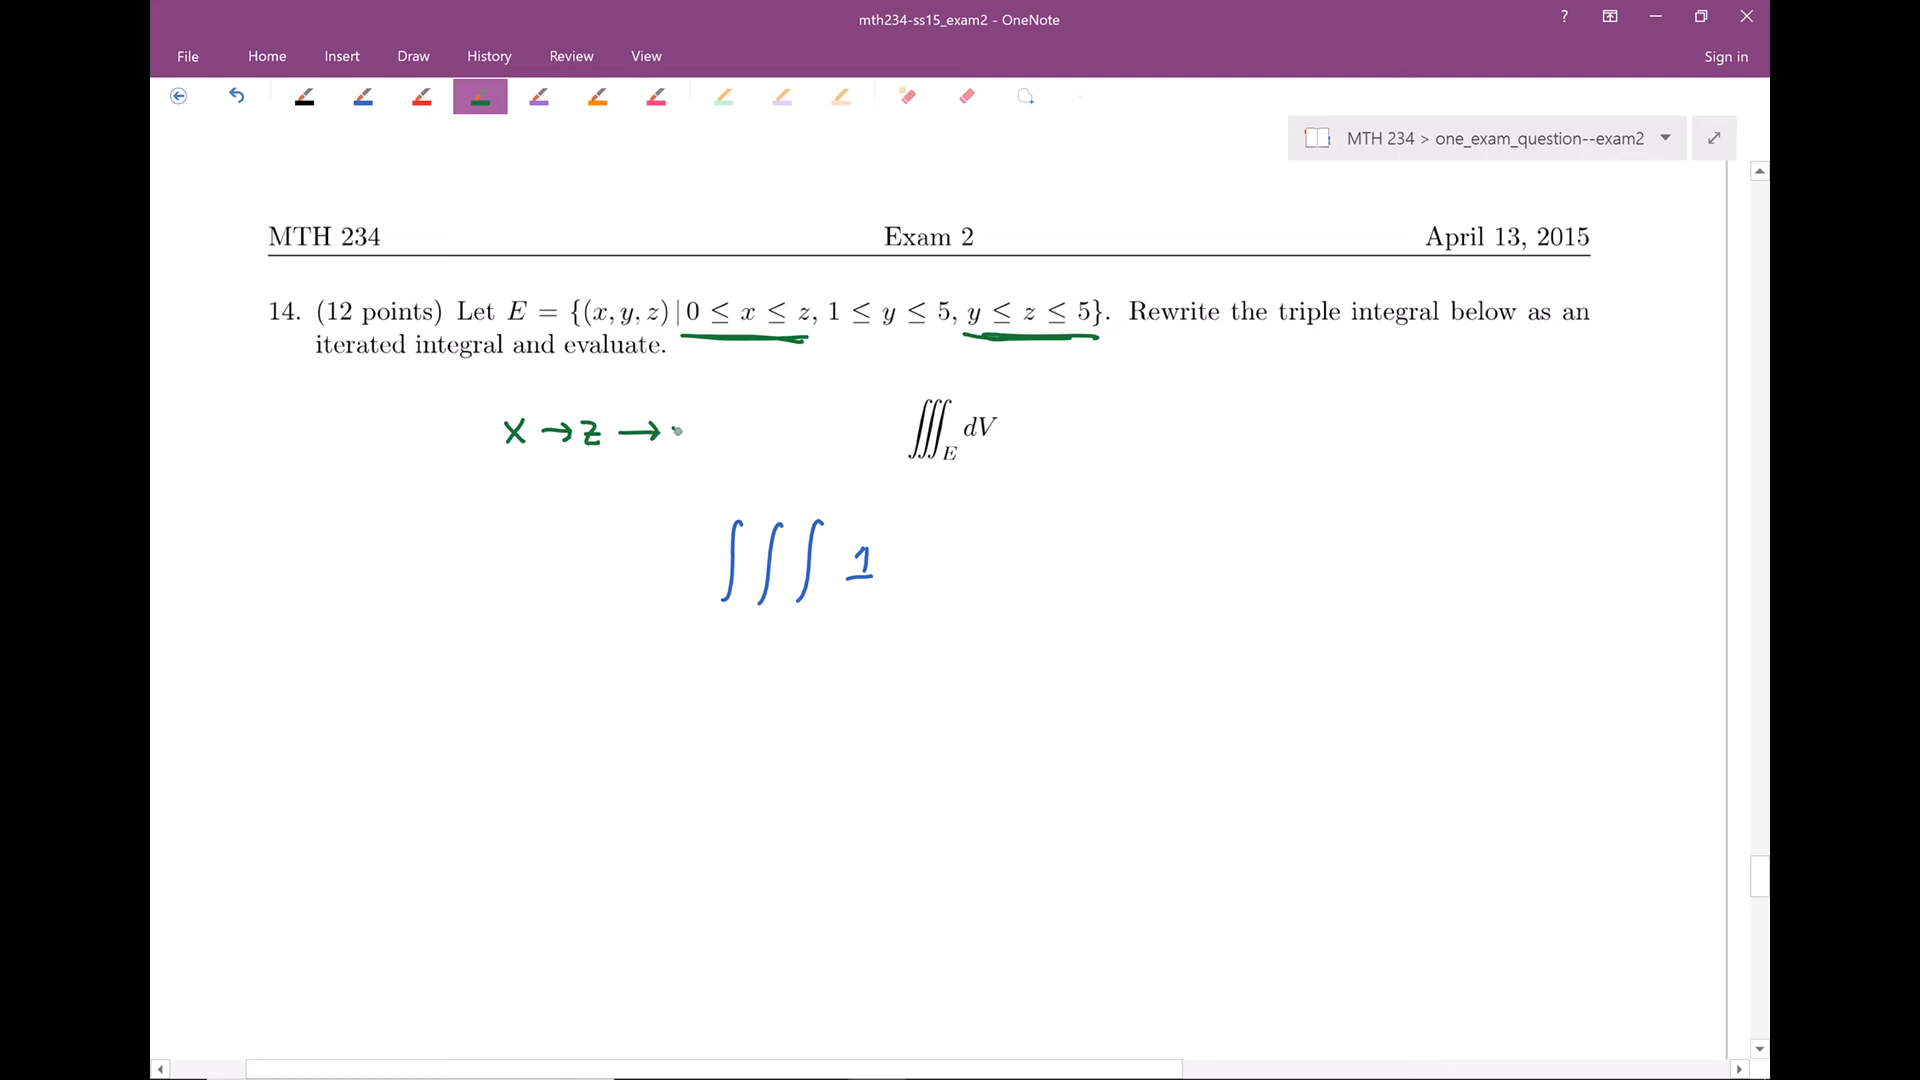 mth234-ss15_exam2 - OneNote
?
File Home Insert Draw History Review View Sign in
MTH 234 > one_exam_question--exam2
MTH 234 Exam 2 April 13, 2015
14. (12 points) Let E = {(x, y, z) | 0 ≤ x ≤ z, 1 ≤ y ≤ 5, y ≤ z ≤ 5}. Rewrite the triple integral below as an
iterated integral and evaluate.
x → z →
∭_E dV
∫ ∫ ∫ 1